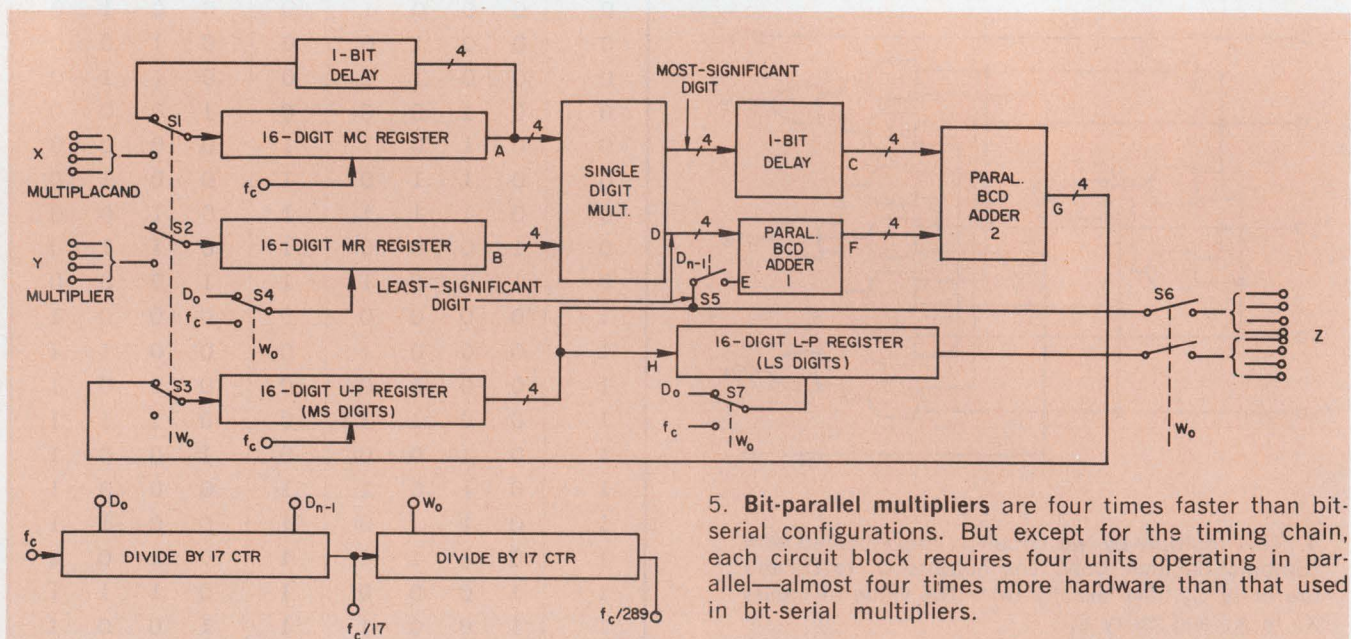 1-BIT
DELAY
4
S1
16-DIGIT MC REGISTER
A
4
X
MULTIPLACAND
fc
S2
16-DIGIT MR REGISTER
B
4
Y
MULTIPLIER
D0
fc
S4
W0
LEAST-SIGNIFICANT
DIGIT
S3
16-DIGIT U-P REGISTER
(MS DIGITS)
4
fc
W0
SINGLE
DIGIT
MULT.
MOST-SIGNIFICANT
DIGIT
4
1-BIT
DELAY
C
4
D
4
Dn-1
E
S5
PARAL.
BCD
ADDER
1
F
4
PARAL.
BCD
ADDER
2
G
4
H
16-DIGIT L-P REGISTER
(LS DIGITS)
D0
fc
S7
W0
S6
W0
Z
fc
D0
Dn-1
DIVIDE BY 17 CTR
fc/17
W0
DIVIDE BY 17 CTR
fc/289
5. Bit-parallel multipliers are four times faster than bit-
serial configurations. But except for the timing chain,
each circuit block requires four units operating in par-
allel—almost four times more hardware than that used
in bit-serial multipliers.